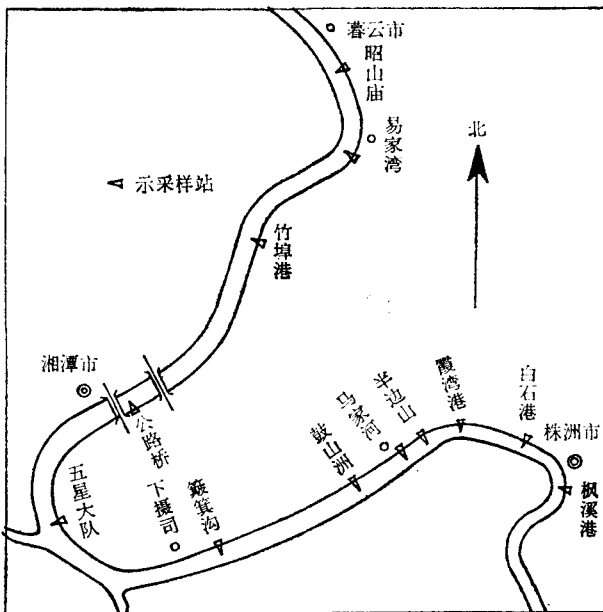 暮云市
昭山庙
易家湾
北
示采样站
竹埠港
湘潭市
公路桥
五星大队
下摄司
簸箕沟
鼓山洲
马家河
半边山
霞湾港
白石港
株洲市
枫溪港